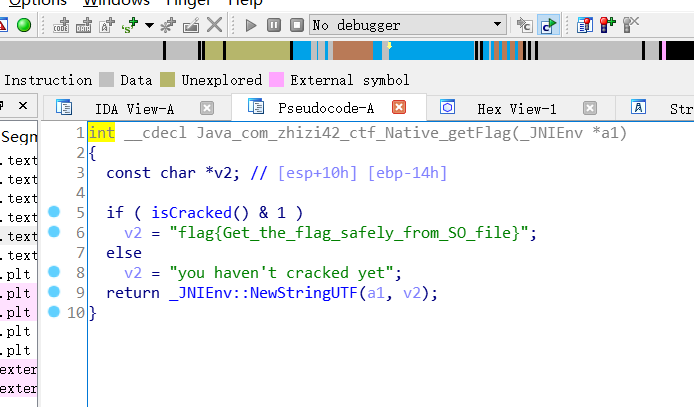 Options Windows Finger Help
No debugger
Instruction Data Unexplored External symbol
IDA View-A Pseudocode-A Hex View-1 Str
Segm
.text
.text
.text
.text
.text
.text
.plt
.plt
.plt
.plt
.plt
exter
exter
1 int __cdecl Java_com_zhizi42_ctf_Native_getFlag(_JNIEnv *a1)
2 {
3 const char *v2; // [esp+10h] [ebp-14h]
4
5 if ( isCracked() & 1 )
6 v2 = "flag{Get_the_flag_safely_from_SO_file}";
7 else
8 v2 = "you haven't cracked yet";
9 return _JNIEnv::NewStringUTF(a1, v2);
10 }